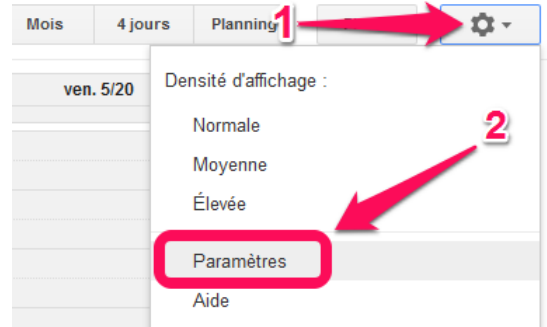 Mois 4 jours Planning 1
ven. 5/20 Densité d'affichage :
Normale 2
Moyenne
Élevée
Paramètres
Aide